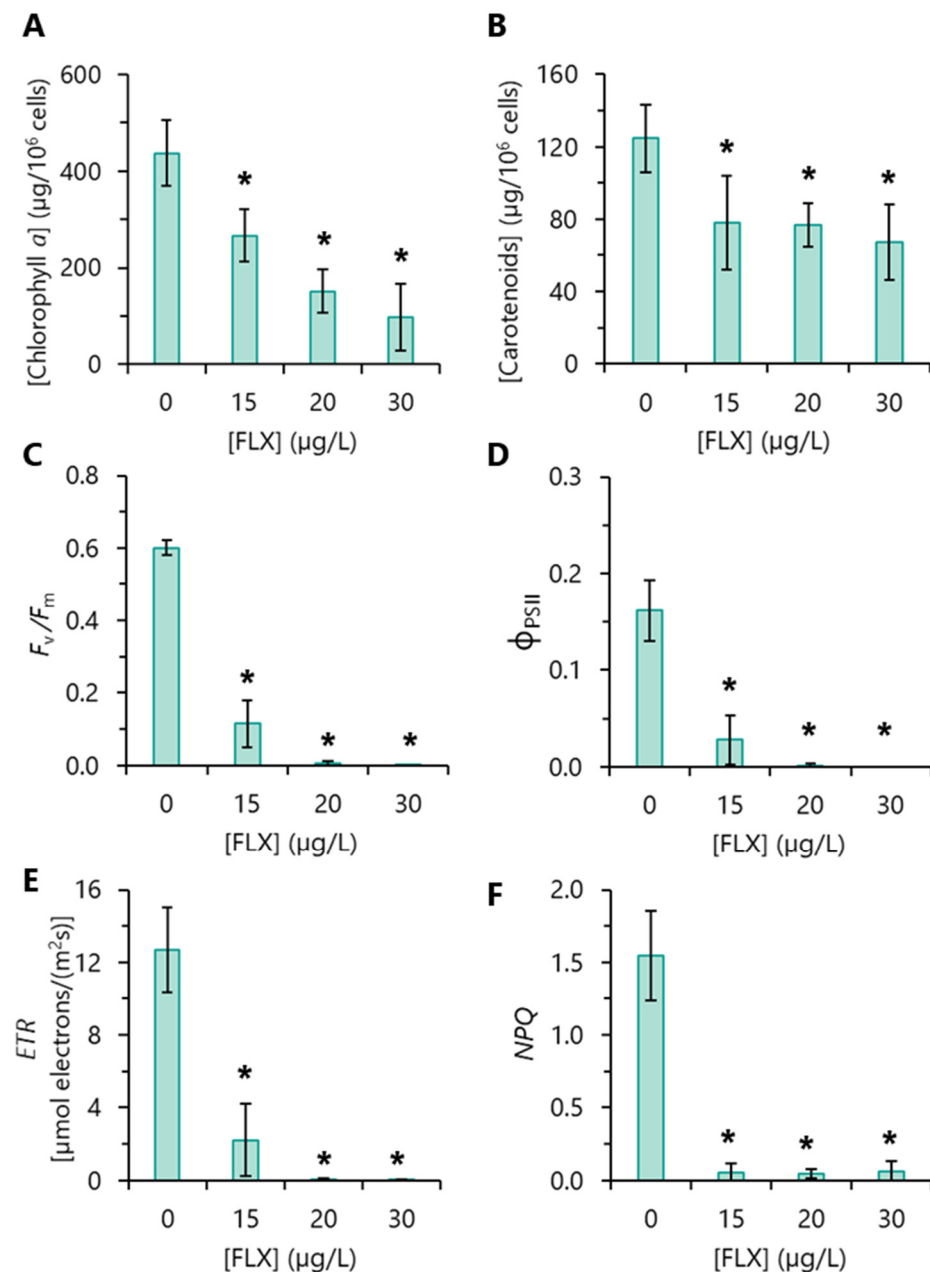 A
[Chlorophyll a] (µg/10⁶ cells)
600
400
200
0
* * *
0 15 20 30
[FLX] (µg/L)
B
[Carotenoids] (µg/10⁶ cells)
160
120
80
40
0
* * *
0 15 20 30
[FLX] (µg/L)
C
Fᵥ/Fₘ
0.8
0.6
0.4
0.2
0.0
* * *
0 15 20 30
[FLX] (µg/L)
D
ϕPSII
0.3
0.2
0.1
0.0
* * *
0 15 20 30
[FLX] (µg/L)
E
ETR
[µmol electrons/(m²s)]
16
12
8
4
0
* * *
0 15 20 30
[FLX] (µg/L)
F
NPQ
2.0
1.5
1.0
0.5
0.0
* * *
0 15 20 30
[FLX] (µg/L)